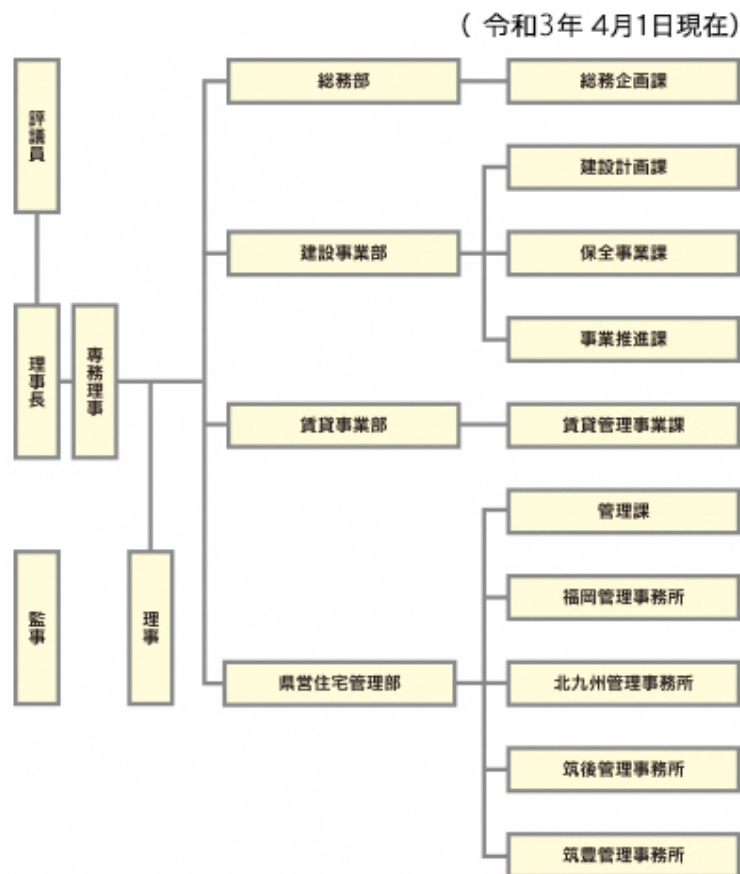 ( 令和3年 4月1日現在)
評議員
理事長
専務理事
監事
理事
総務部
総務企画課
建設事業部
建設計画課
保全事業課
事業推進課
賃貸事業部
賃貸管理事業課
県営住宅管理部
管理課
福岡管理事務所
北九州管理事務所
筑後管理事務所
筑豊管理事務所